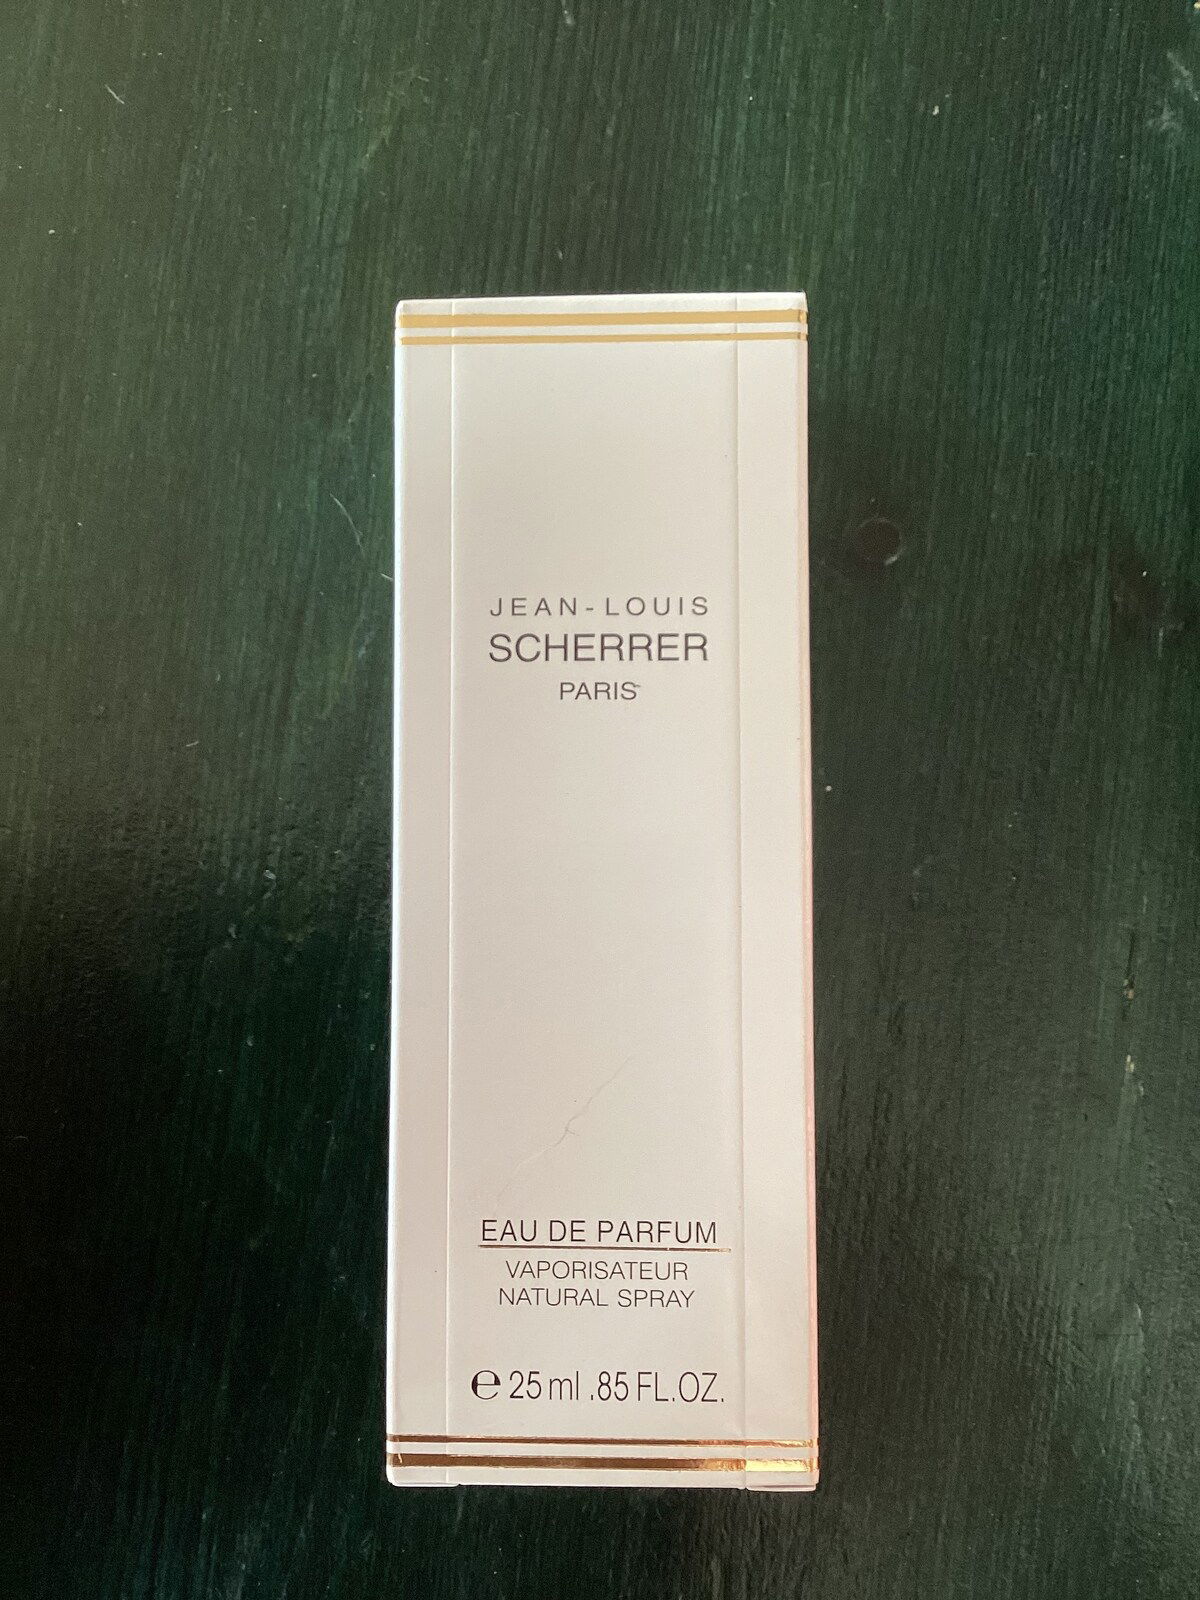 JEAN-LOUIS
SCHERRER
PARIS
EAU DE PARFUM
VAPORISATEUR
NATURAL SPRAY
℮ 25 ml .85 FL.OZ.